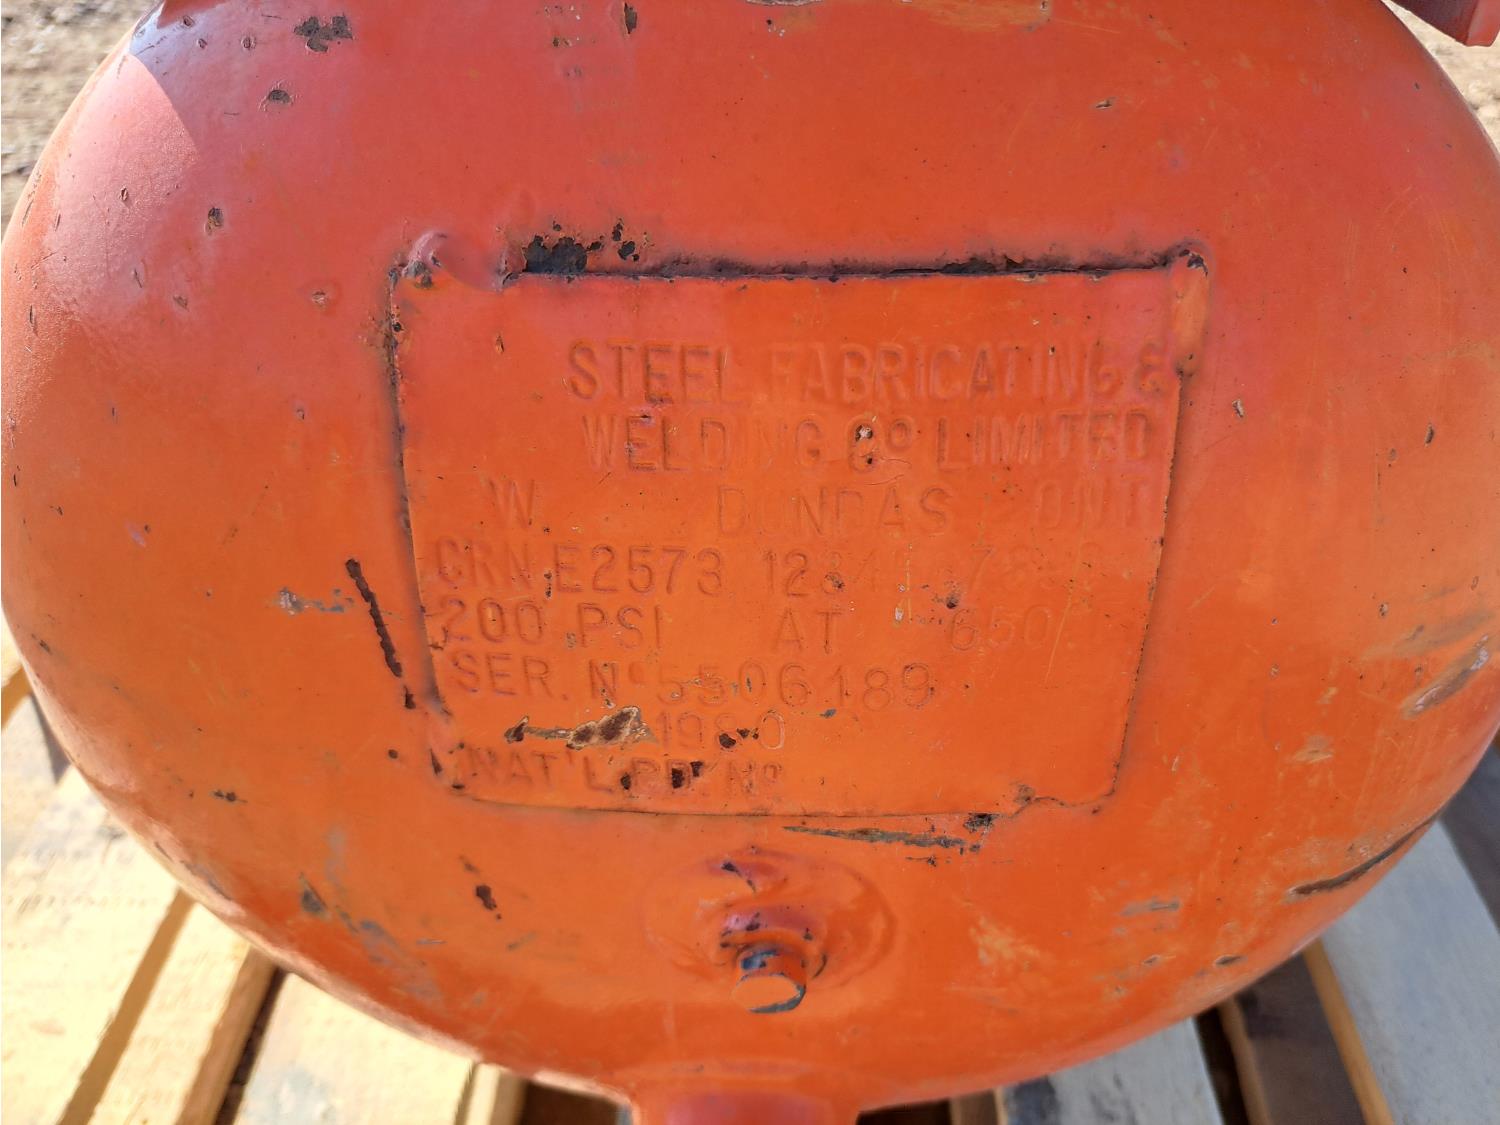 STEEL FABRICATING &
WELDING Cº LIMITED
W DUNDAS ONT
CRN E2573
200 PSI AT 650
SER. Nº 5506189
NAT'L BD. Nº